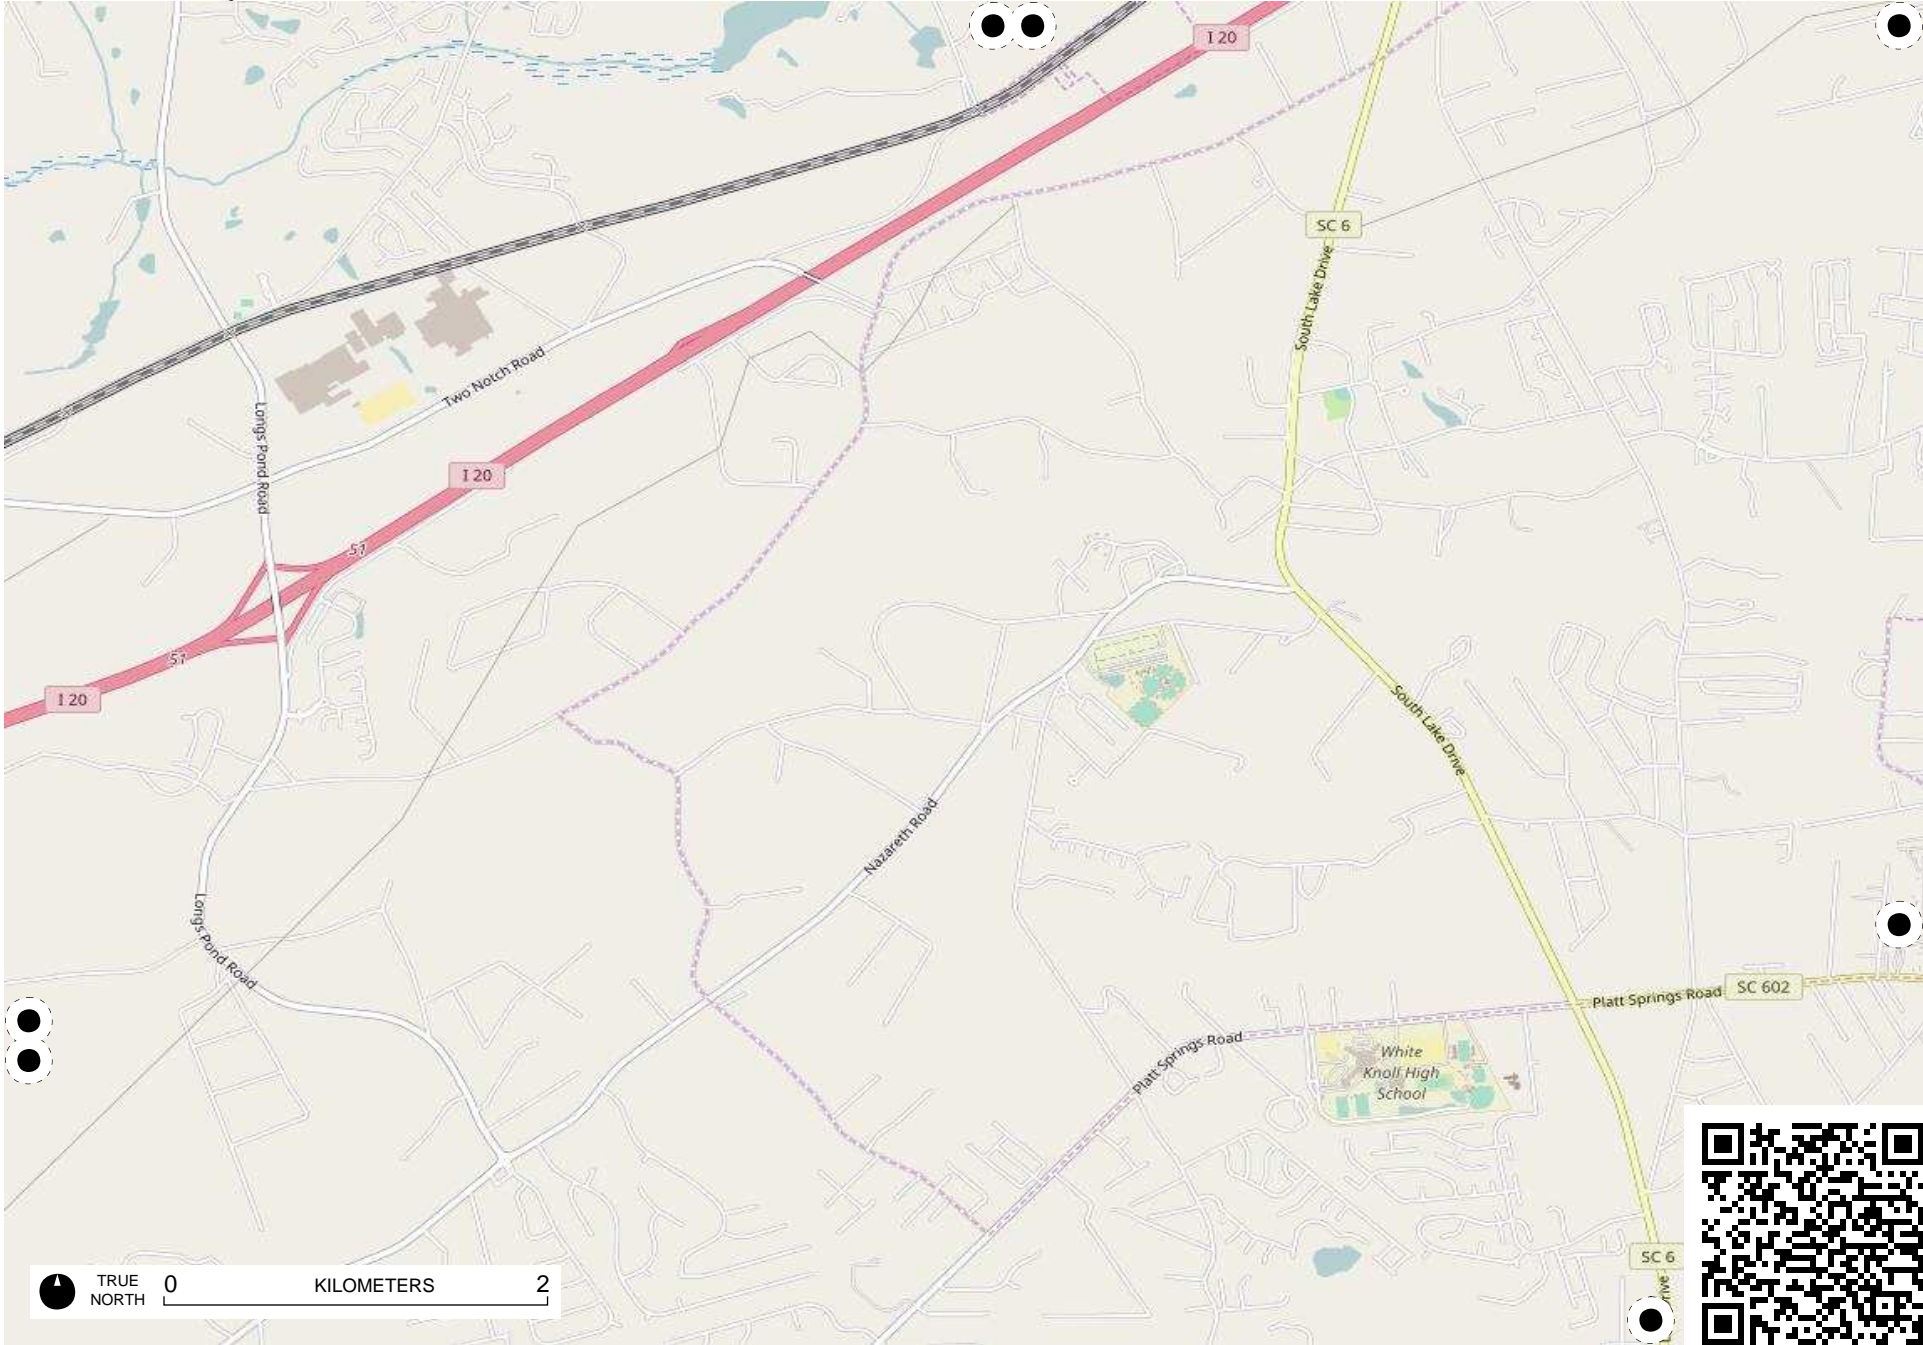 I 20
SC 6
South Lake Drive
Two Notch Road
Longs Pond Road
I 20
51
51
I 20
South Lake Drive
Nazareth Road
Longs Pond Road
Platt Springs Road
SC 602
Platt Springs Road
White
Knoll High
School
SC 6
TRUE
NORTH
0
KILOMETERS
2